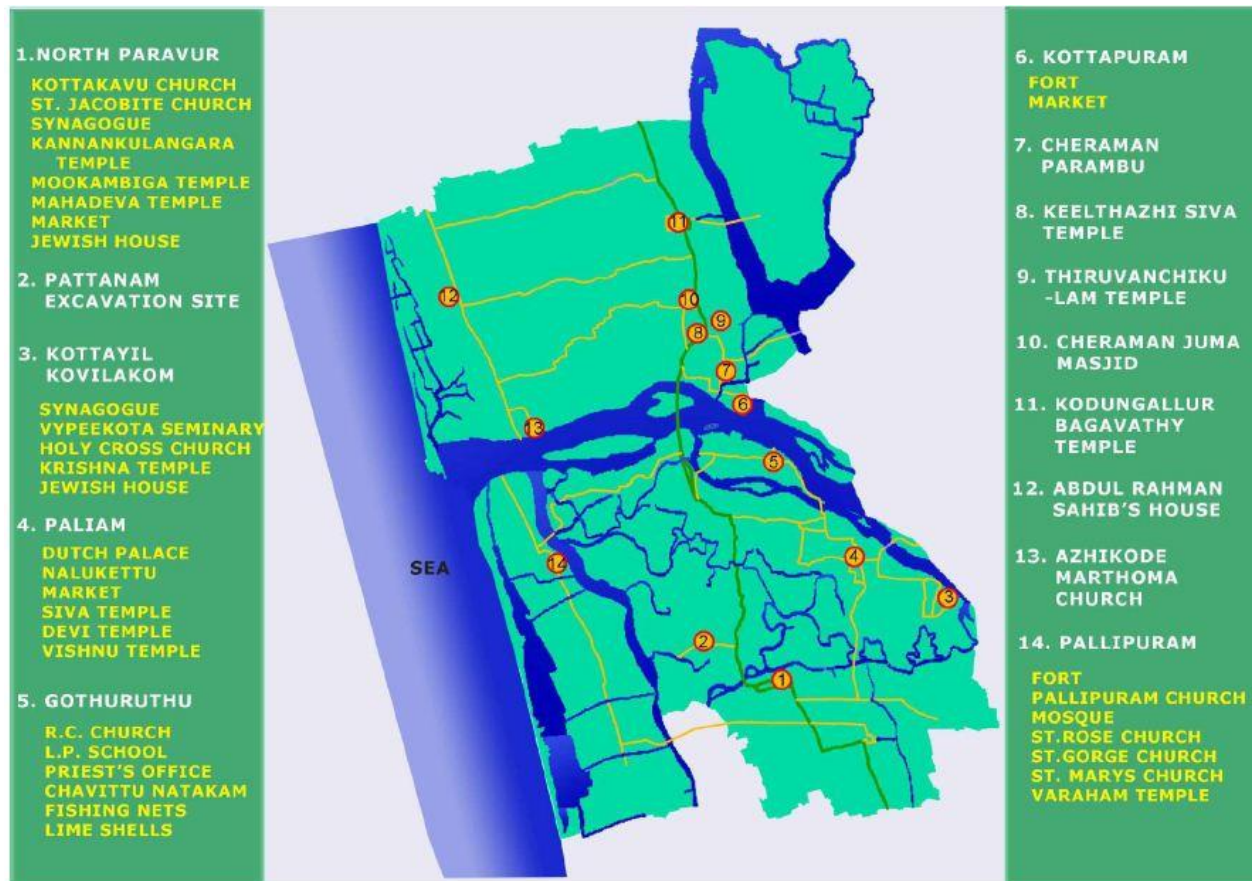 1.NORTH PARAVUR
KOTTAKAVU CHURCH
ST. JACOBITE CHURCH
SYNAGOGUE
KANNANKULANGARA
TEMPLE
MOOKAMBIGA TEMPLE
MAHADEVA TEMPLE
MARKET
JEWISH HOUSE
2. PATTANAM
EXCAVATION SITE
3. KOTTAYIL
KOVILAKOM
SYNAGOGUE
VYPEEKOTA SEMINARY
HOLY CROSS CHURCH
KRISHNA TEMPLE
JEWISH HOUSE
4. PALIAM
DUTCH PALACE
NALUKETTU
MARKET
SIVA TEMPLE
DEVI TEMPLE
VISHNU TEMPLE
5. GOTHURUTHU
R.C. CHURCH
L.P. SCHOOL
PRIEST'S OFFICE
CHAVITTU NATAKAM
FISHING NETS
LIME SHELLS
11
12
10
9
8
7
6
13
5
SEA
14
4
3
2
1
6. KOTTAPURAM
FORT
MARKET
7. CHERAMAN
PARAMBU
8. KEELTHAZHI SIVA
TEMPLE
9. THIRUVANCHIKU
-LAM TEMPLE
10. CHERAMAN JUMA
MASJID
11. KODUNGALLUR
BAGAVATHY
TEMPLE
12. ABDUL RAHMAN
SAHIB'S HOUSE
13. AZHIKODE
MARTHOMA
CHURCH
14. PALLIPURAM
FORT
PALLIPURAM CHURCH
MOSQUE
ST.ROSE CHURCH
ST.GORGE CHURCH
ST. MARYS CHURCH
VARAHAM TEMPLE